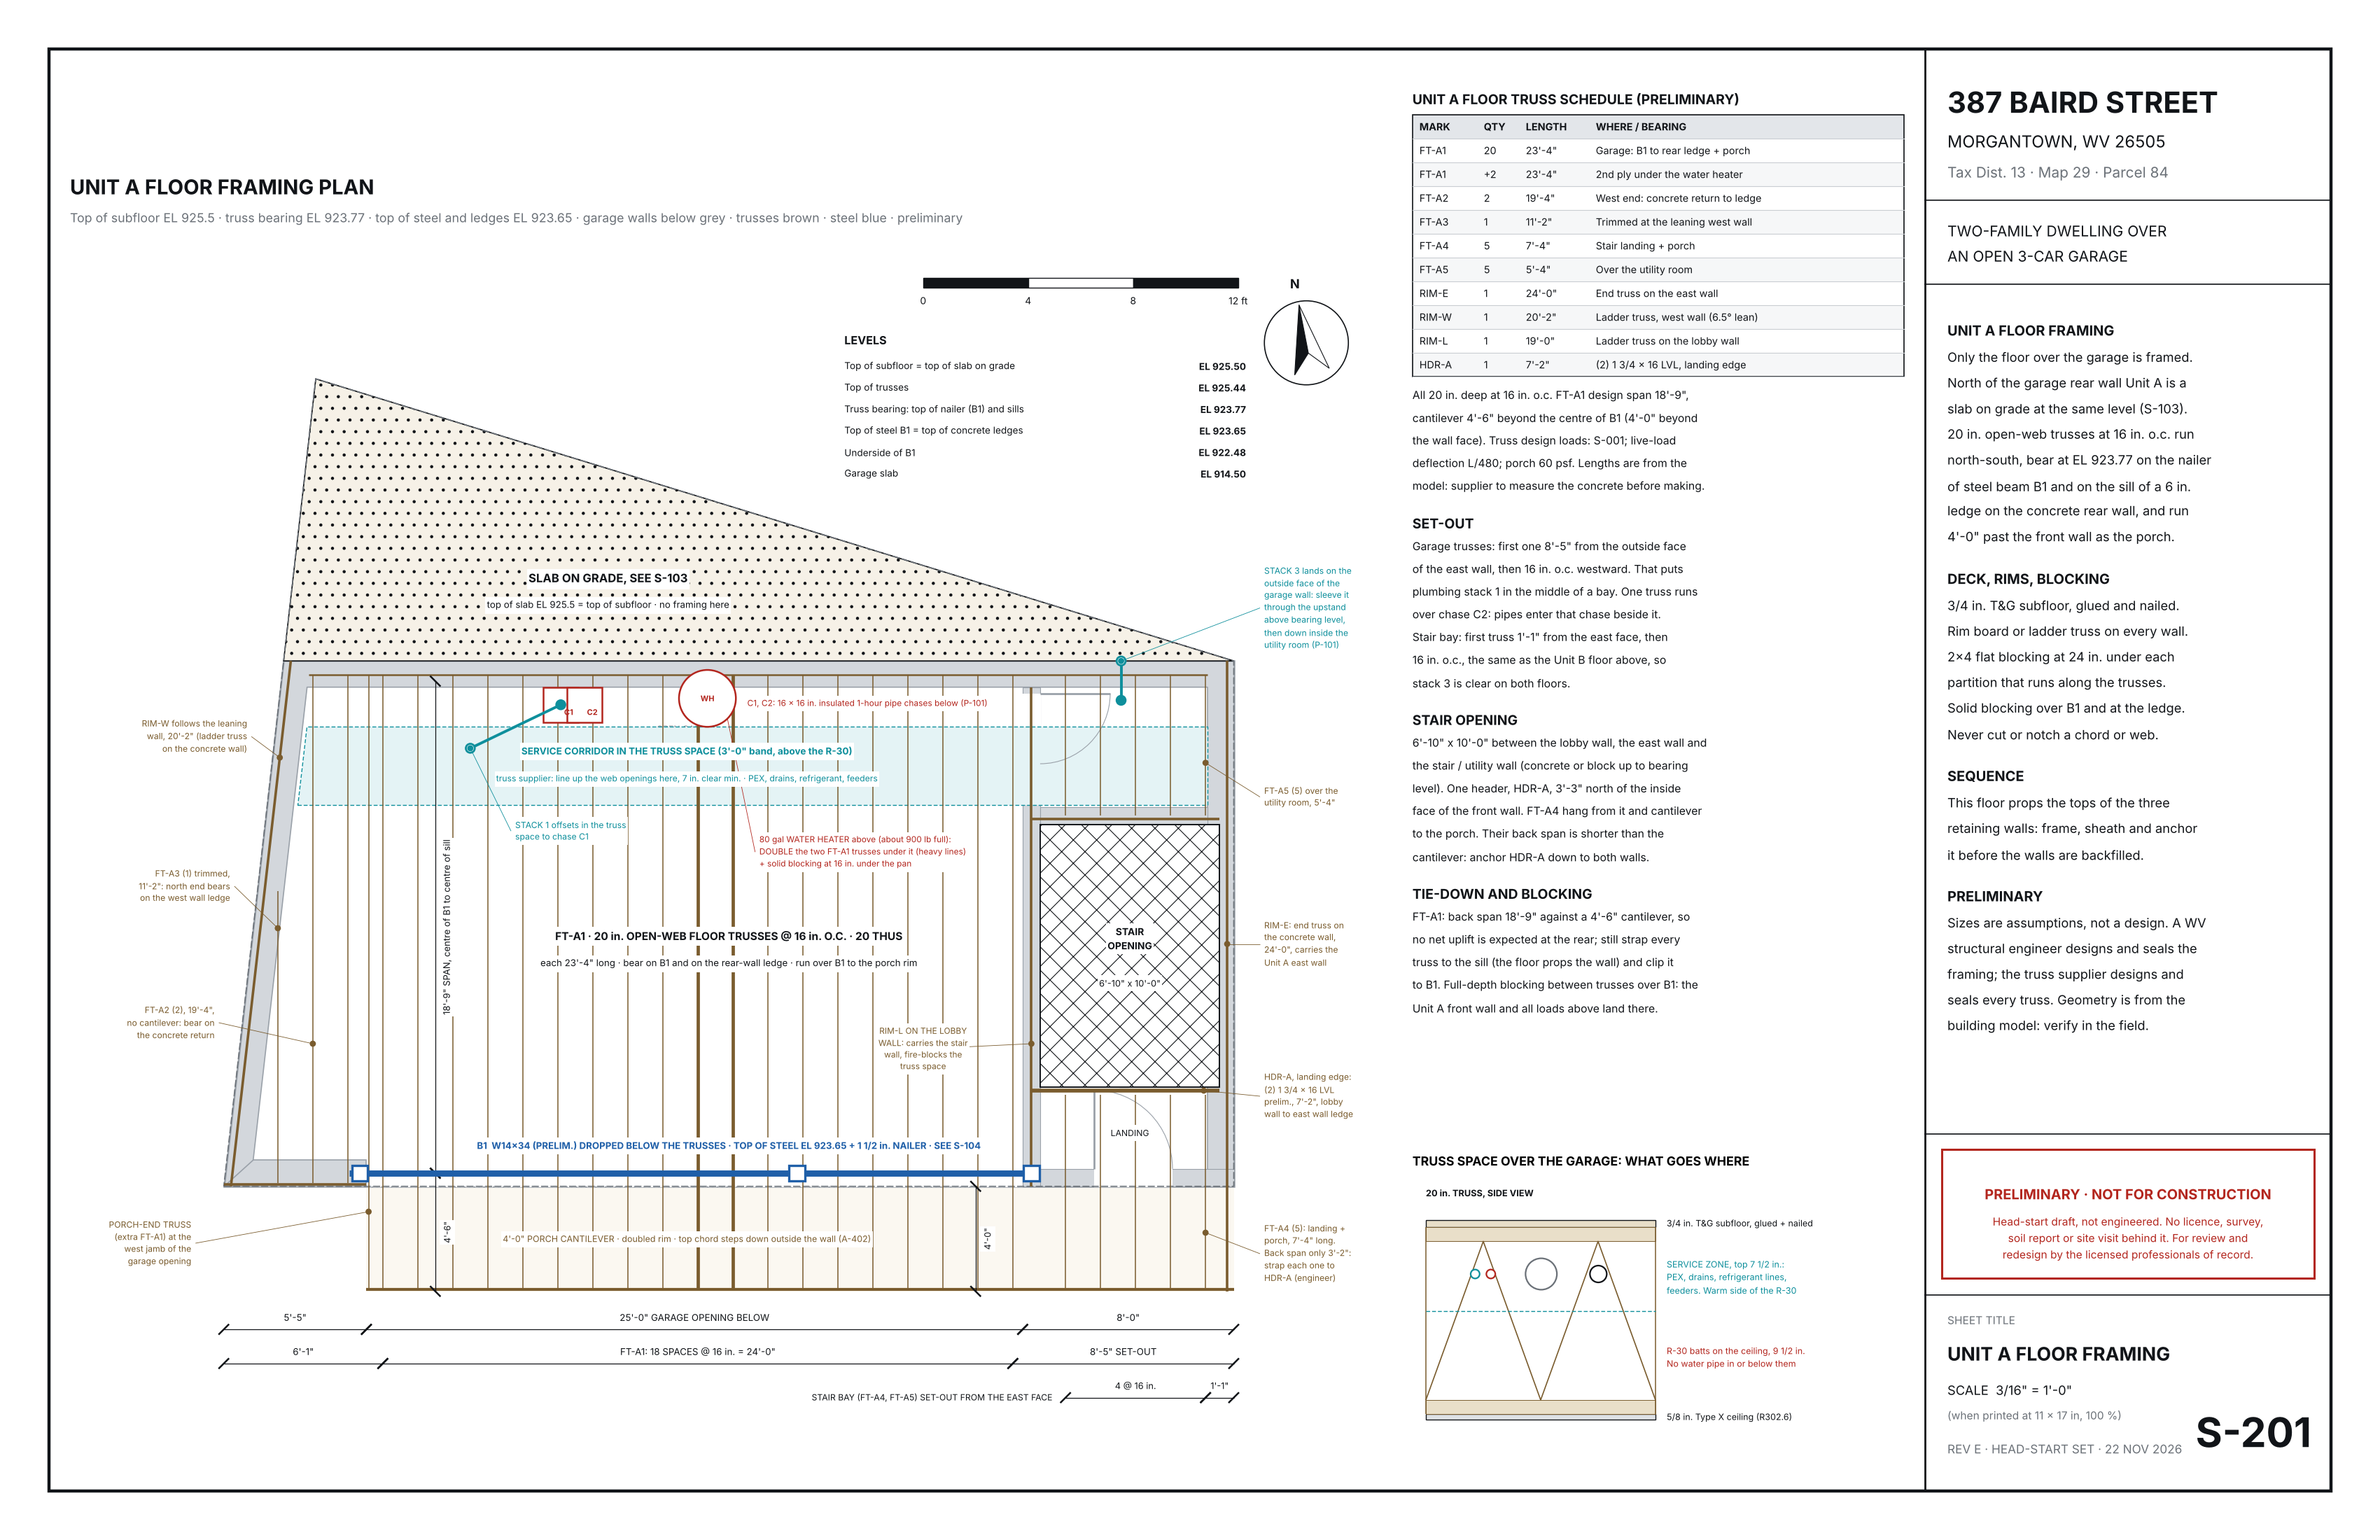 UNIT A FLOOR FRAMING PLAN
Top of subfloor EL 925.5 · truss bearing EL 923.77 · top of steel and ledges EL 923.65 · garage walls below grey · trusses brown · steel blue · preliminary
0 4 8 12 ft
N
LEVELS
Top of subfloor = top of slab on grade EL 925.50
Top of trusses EL 925.44
Truss bearing: top of nailer (B1) and sills EL 923.77
Top of steel B1 = top of concrete ledges EL 923.65
Underside of B1 EL 922.48
Garage slab EL 914.50
SLAB ON GRADE, SEE S-103
top of slab EL 925.5 = top of subfloor · no framing here
STACK 3 lands on the
outside face of the
garage wall: sleeve it
through the upstand
above bearing level,
then down inside the
utility room (P-101)
C1 C2
WH
C1, C2: 16 × 16 in. insulated 1-hour pipe chases below (P-101)
RIM-W follows the leaning
wall, 20'-2" (ladder truss
on the concrete wall)
SERVICE CORRIDOR IN THE TRUSS SPACE (3'-0" band, above the R-30)
truss supplier: line up the web openings here, 7 in. clear min. · PEX, drains, refrigerant, feeders
FT-A5 (5) over the
utility room, 5'-4"
STACK 1 offsets in the truss
space to chase C1
80 gal WATER HEATER above (about 900 lb full):
DOUBLE the two FT-A1 trusses under it (heavy lines)
+ solid blocking at 16 in. under the pan
18'-9" SPAN, centre of B1 to centre of sill
FT-A3 (1) trimmed,
11'-2": north end bears
on the west wall ledge
FT-A1 · 20 in. OPEN-WEB FLOOR TRUSSES @ 16 in. O.C. · 20 THUS
each 23'-4" long · bear on B1 and on the rear-wall ledge · run over B1 to the porch rim
STAIR
OPENING
6'-10" x 10'-0"
RIM-E: end truss on
the concrete wall,
24'-0", carries the
Unit A east wall
FT-A2 (2), 19'-4",
no cantilever: bear on
the concrete return
RIM-L ON THE LOBBY
WALL: carries the stair
wall, fire-blocks the
truss space
HDR-A, landing edge:
(2) 1 3/4 × 16 LVL
prelim., 7'-2", lobby
wall to east wall ledge
LANDING
B1 W14×34 (PRELIM.) DROPPED BELOW THE TRUSSES · TOP OF STEEL EL 923.65 + 1 1/2 in. NAILER · SEE S-104
PORCH-END TRUSS
(extra FT-A1) at the
west jamb of the
garage opening
4'-6"
4'-0" PORCH CANTILEVER · doubled rim · top chord steps down outside the wall (A-402)
4'-0"
FT-A4 (5): landing +
porch, 7'-4" long.
Back span only 3'-2":
strap each one to
HDR-A (engineer)
5'-5" 25'-0" GARAGE OPENING BELOW 8'-0"
6'-1" FT-A1: 18 SPACES @ 16 in. = 24'-0" 8'-5" SET-OUT
STAIR BAY (FT-A4, FT-A5) SET-OUT FROM THE EAST FACE 4 @ 16 in. 1'-1"
UNIT A FLOOR TRUSS SCHEDULE (PRELIMINARY)
MARK QTY LENGTH WHERE / BEARING
FT-A1 20 23'-4" Garage: B1 to rear ledge + porch
FT-A1 +2 23'-4" 2nd ply under the water heater
FT-A2 2 19'-4" West end: concrete return to ledge
FT-A3 1 11'-2" Trimmed at the leaning west wall
FT-A4 5 7'-4" Stair landing + porch
FT-A5 5 5'-4" Over the utility room
RIM-E 1 24'-0" End truss on the east wall
RIM-W 1 20'-2" Ladder truss, west wall (6.5° lean)
RIM-L 1 19'-0" Ladder truss on the lobby wall
HDR-A 1 7'-2" (2) 1 3/4 × 16 LVL, landing edge
All 20 in. deep at 16 in. o.c. FT-A1 design span 18'-9",
cantilever 4'-6" beyond the centre of B1 (4'-0" beyond
the wall face). Truss design loads: S-001; live-load
deflection L/480; porch 60 psf. Lengths are from the
model: supplier to measure the concrete before making.
SET-OUT
Garage trusses: first one 8'-5" from the outside face
of the east wall, then 16 in. o.c. westward. That puts
plumbing stack 1 in the middle of a bay. One truss runs
over chase C2: pipes enter that chase beside it.
Stair bay: first truss 1'-1" from the east face, then
16 in. o.c., the same as the Unit B floor above, so
stack 3 is clear on both floors.
STAIR OPENING
6'-10" x 10'-0" between the lobby wall, the east wall and
the stair / utility wall (concrete or block up to bearing
level). One header, HDR-A, 3'-3" north of the inside
face of the front wall. FT-A4 hang from it and cantilever
to the porch. Their back span is shorter than the
cantilever: anchor HDR-A down to both walls.
TIE-DOWN AND BLOCKING
FT-A1: back span 18'-9" against a 4'-6" cantilever, so
no net uplift is expected at the rear; still strap every
truss to the sill (the floor props the wall) and clip it
to B1. Full-depth blocking between trusses over B1: the
Unit A front wall and all loads above land there.
TRUSS SPACE OVER THE GARAGE: WHAT GOES WHERE
20 in. TRUSS, SIDE VIEW
3/4 in. T&G subfloor, glued + nailed
SERVICE ZONE, top 7 1/2 in.:
PEX, drains, refrigerant lines,
feeders. Warm side of the R-30
R-30 batts on the ceiling, 9 1/2 in.
No water pipe in or below them
5/8 in. Type X ceiling (R302.6)
387 BAIRD STREET
MORGANTOWN, WV 26505
Tax Dist. 13 · Map 29 · Parcel 84
TWO-FAMILY DWELLING OVER
AN OPEN 3-CAR GARAGE
UNIT A FLOOR FRAMING
Only the floor over the garage is framed.
North of the garage rear wall Unit A is a
slab on grade at the same level (S-103).
20 in. open-web trusses at 16 in. o.c. run
north-south, bear at EL 923.77 on the nailer
of steel beam B1 and on the sill of a 6 in.
ledge on the concrete rear wall, and run
4'-0" past the front wall as the porch.
DECK, RIMS, BLOCKING
3/4 in. T&G subfloor, glued and nailed.
Rim board or ladder truss on every wall.
2×4 flat blocking at 24 in. under each
partition that runs along the trusses.
Solid blocking over B1 and at the ledge.
Never cut or notch a chord or web.
SEQUENCE
This floor props the tops of the three
retaining walls: frame, sheath and anchor
it before the walls are backfilled.
PRELIMINARY
Sizes are assumptions, not a design. A WV
structural engineer designs and seals the
framing; the truss supplier designs and
seals every truss. Geometry is from the
building model: verify in the field.
PRELIMINARY · NOT FOR CONSTRUCTION
Head-start draft, not engineered. No licence, survey,
soil report or site visit behind it. For review and
redesign by the licensed professionals of record.
SHEET TITLE
UNIT A FLOOR FRAMING
SCALE 3/16" = 1'-0"
(when printed at 11 × 17 in, 100 %)
REV E · HEAD-START SET · 22 NOV 2026
S-201